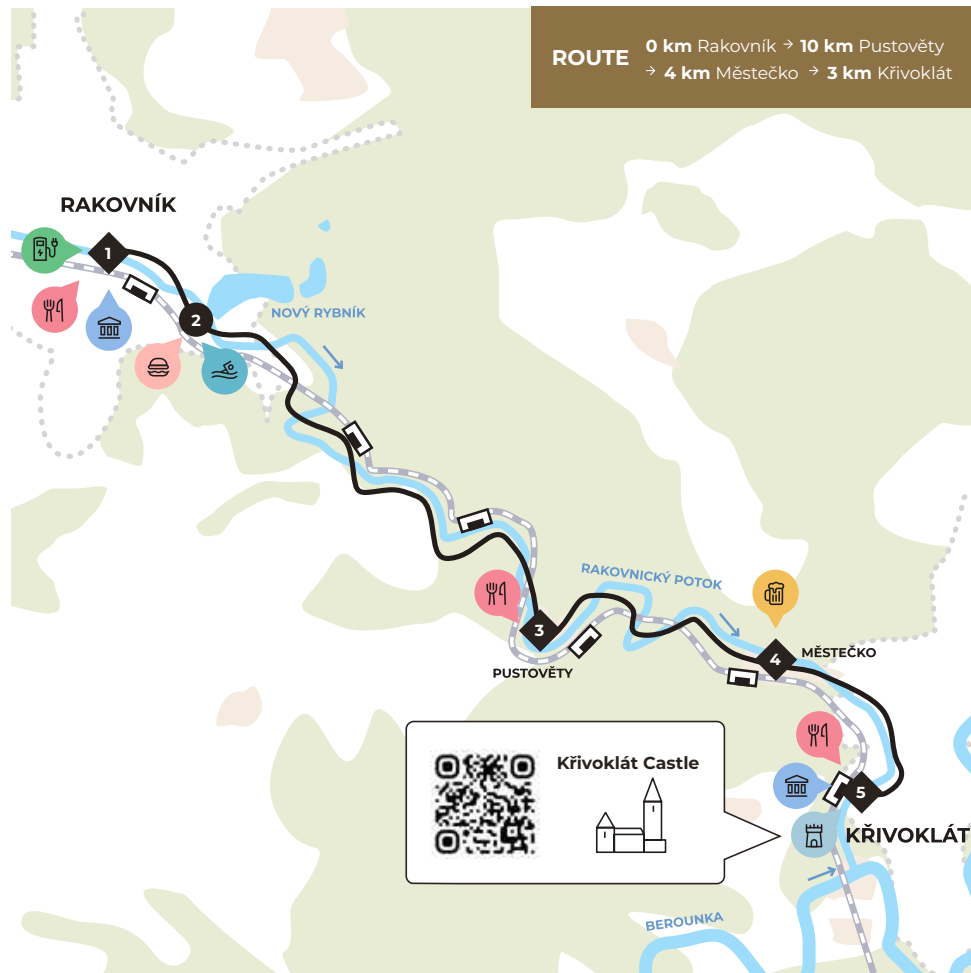 ROUTE
0 km Rakovník → 10 km Pustověty
→ 4 km Městečko → 3 km Křivoklát
RAKOVNÍK
1
2
NOVÝ RYBNÍK
RAKOVNICKÝ POTOK
3
PUSTOVĚTY
4
MĚSTEČKO
Křivoklát Castle
5
KŘIVOKLÁT
BEROUNKA